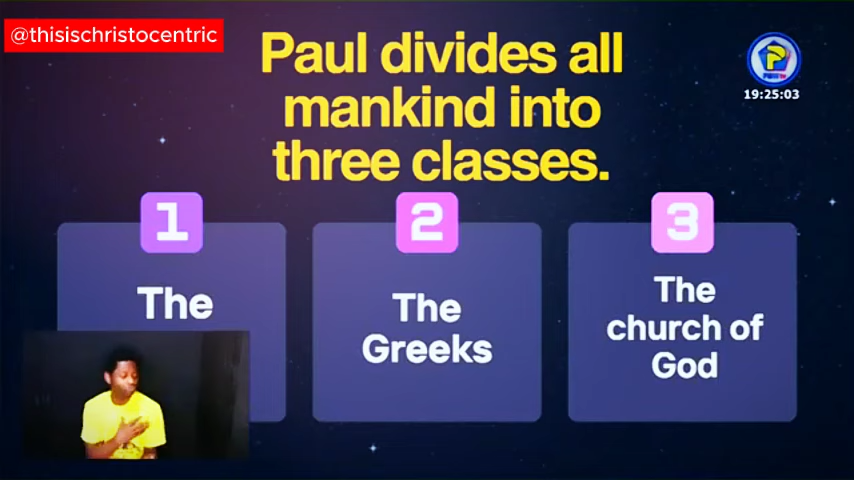 @thisischristocentric
Paul divides all
mankind into
three classes.
19:25:03
1
2
3
The
The
Greeks
The
church of
God